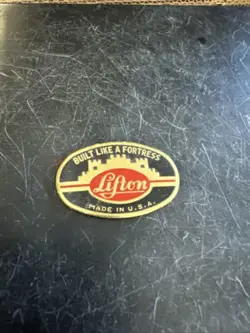 BUILT LIKE A FORTRESS
Lifton
MADE IN U.S.A.